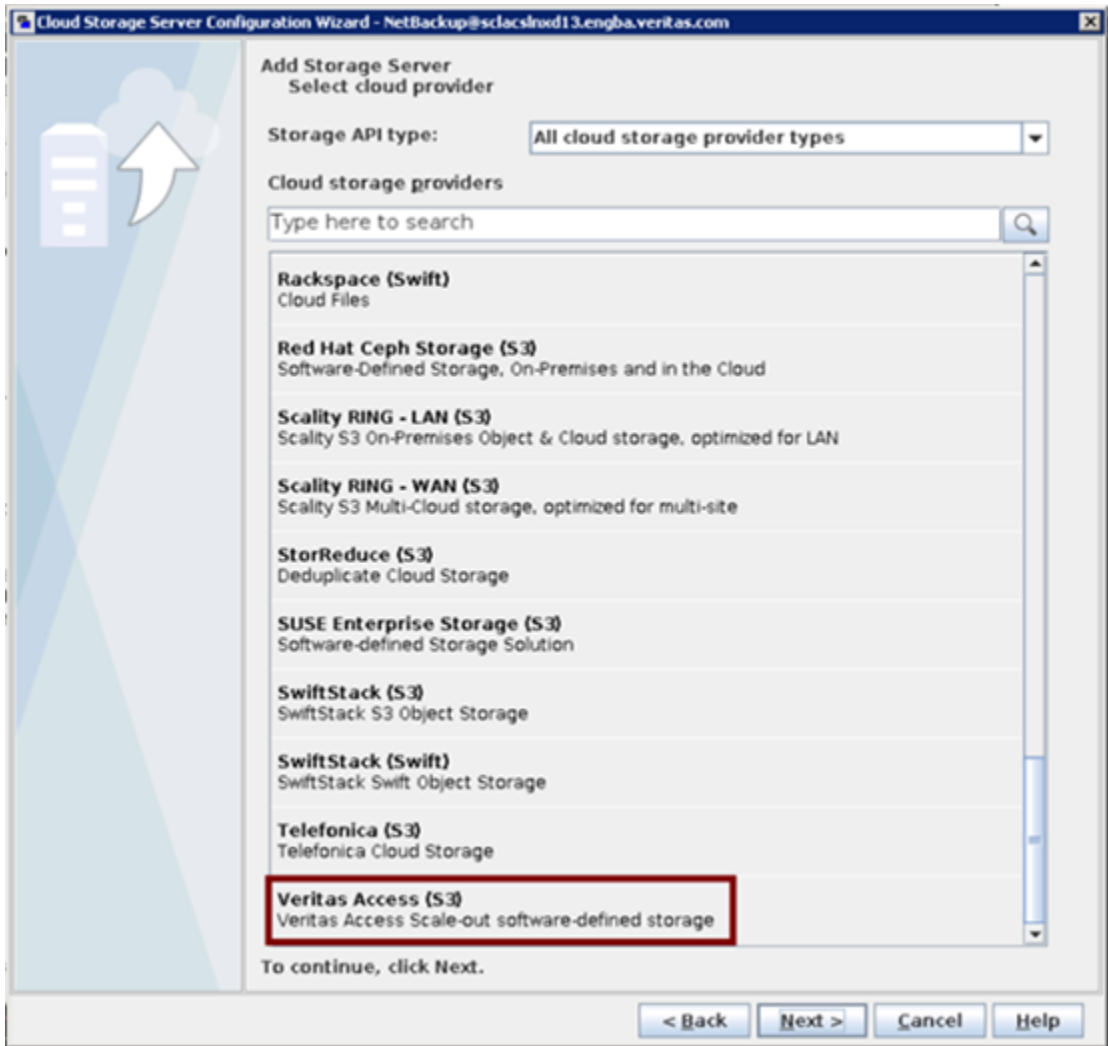 Cloud Storage Server Configuration Wizard - NetBackup@sclacslnxd13.engba.veritas.com
Add Storage Server
Select cloud provider
Storage API type: All cloud storage provider types
Cloud storage providers
Type here to search
Rackspace (Swift)
Cloud Files
Red Hat Ceph Storage (S3)
Software-Defined Storage, On-Premises and in the Cloud
Scality RING - LAN (S3)
Scality S3 On-Premises Object & Cloud storage, optimized for LAN
Scality RING - WAN (S3)
Scality S3 Multi-Cloud storage, optimized for multi-site
StorReduce (S3)
Deduplicate Cloud Storage
SUSE Enterprise Storage (S3)
Software-defined Storage Solution
SwiftStack (S3)
SwiftStack S3 Object Storage
SwiftStack (Swift)
SwiftStack Swift Object Storage
Telefonica (S3)
Telefonica Cloud Storage
Veritas Access (S3)
Veritas Access Scale-out software-defined storage
To continue, click Next.
< Back Next > Cancel Help